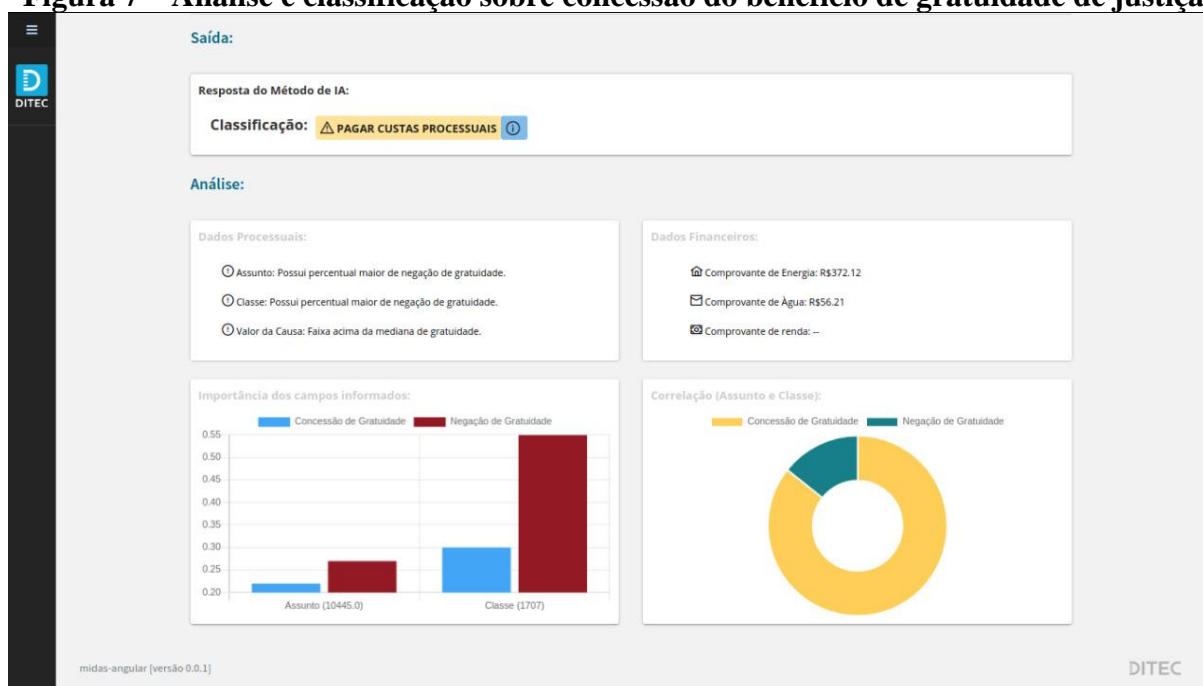 Figura 7 – Análise e classificação sobre concessão do benefício de gratuidade de justiça
DITEC
Saída:
Resposta do Método de IA:
Classificação: PAGAR CUSTAS PROCESSUAIS
Análise:
Dados Processuais:
Assunto: Possui percentual maior de negação de gratuidade.
Classe: Possui percentual maior de negação de gratuidade.
Valor da Causa: Faixa acima da mediana de gratuidade.
Dados Financeiros:
Comprovante de Energia: R$372.12
Comprovante de Àgua: R$56.21
Comprovante de renda: --
Importância dos campos informados:
Concessão de Gratuidade Negação de Gratuidade
0.55
0.50
0.45
0.40
0.35
0.30
0.25
0.20
Assunto (10445.0) Classe (1707)
Correlação (Assunto e Classe):
Concessão de Gratuidade Negação de Gratuidade
midas-angular [versão 0.0.1]
DITEC